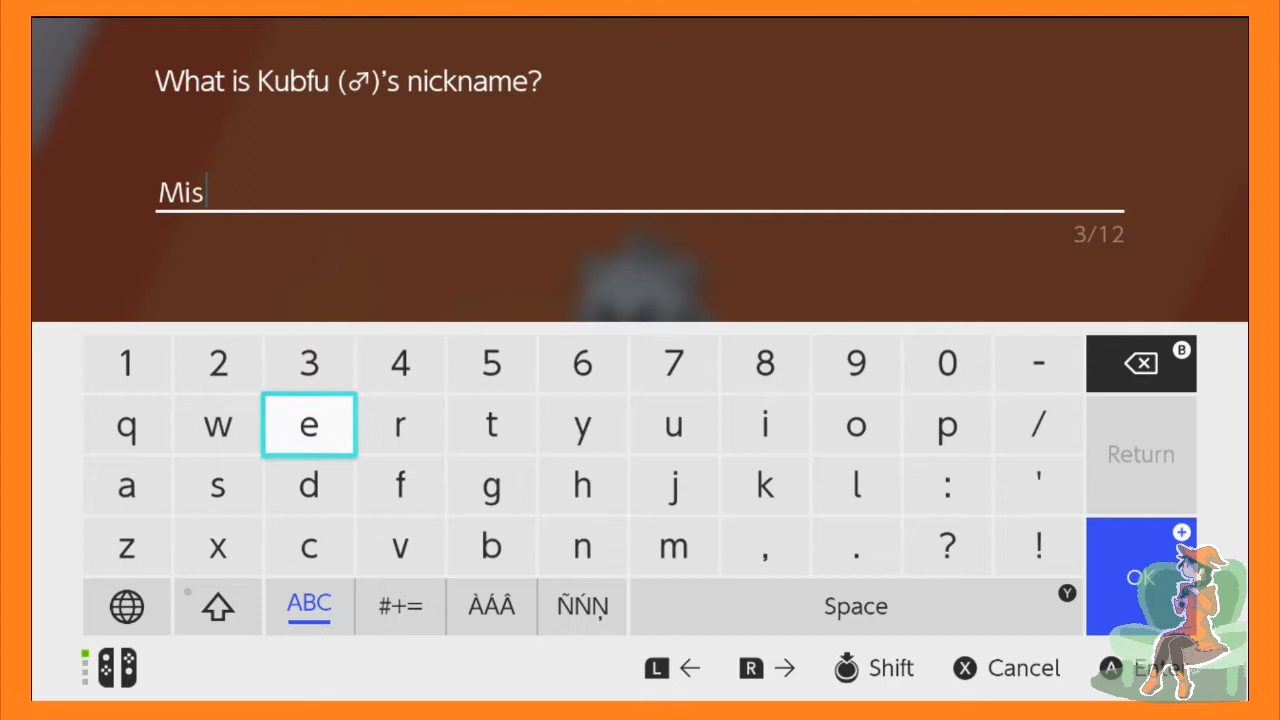 What is Kubfu (♂)'s nickname?
Mis
3/12
1 2 3 4 5 6 7 8 9 0 - B
q w e r t y u i o p /
Return
a s d f g h j k l : '
z x c v b n m , . ? ! +
OK
ABC #+= ÀÁÂ ÑŃŅ Space Y
L ← R → Shift X Cancel A Enter